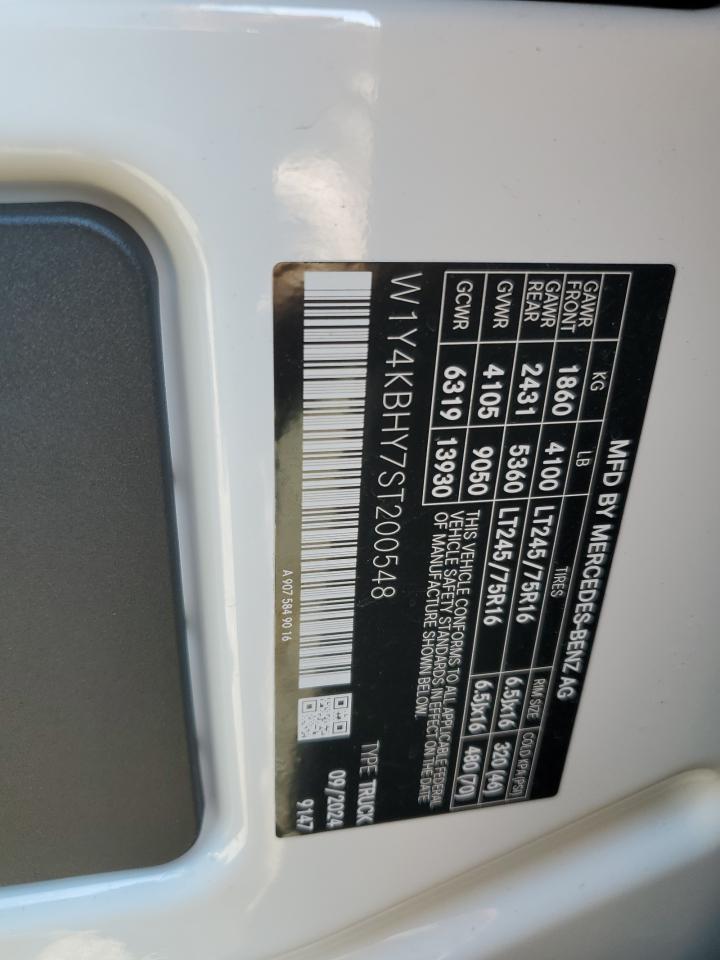 MFD BY MERCEDES-BENZ AG
KG LB TIRES RIM SIZE COLD KPA(PSI)
GAWR FRONT 1860 4100 LT245/75R16 6.5Jx16 320(46)
GAWR REAR 2431 5360 LT245/75R16 6.5Jx16 480(70)
GVWR 4105 9050
GCWR 6319 13930
THIS VEHICLE CONFORMS TO ALL APPLICABLE FEDERAL
VEHICLE SAFETY STANDARDS IN EFFECT ON THE DATE
OF MANUFACTURE SHOWN BELOW.
W1Y4KBHY7ST200548
TYPE TRUCK
09/2024
9147
A 907 584 90 16